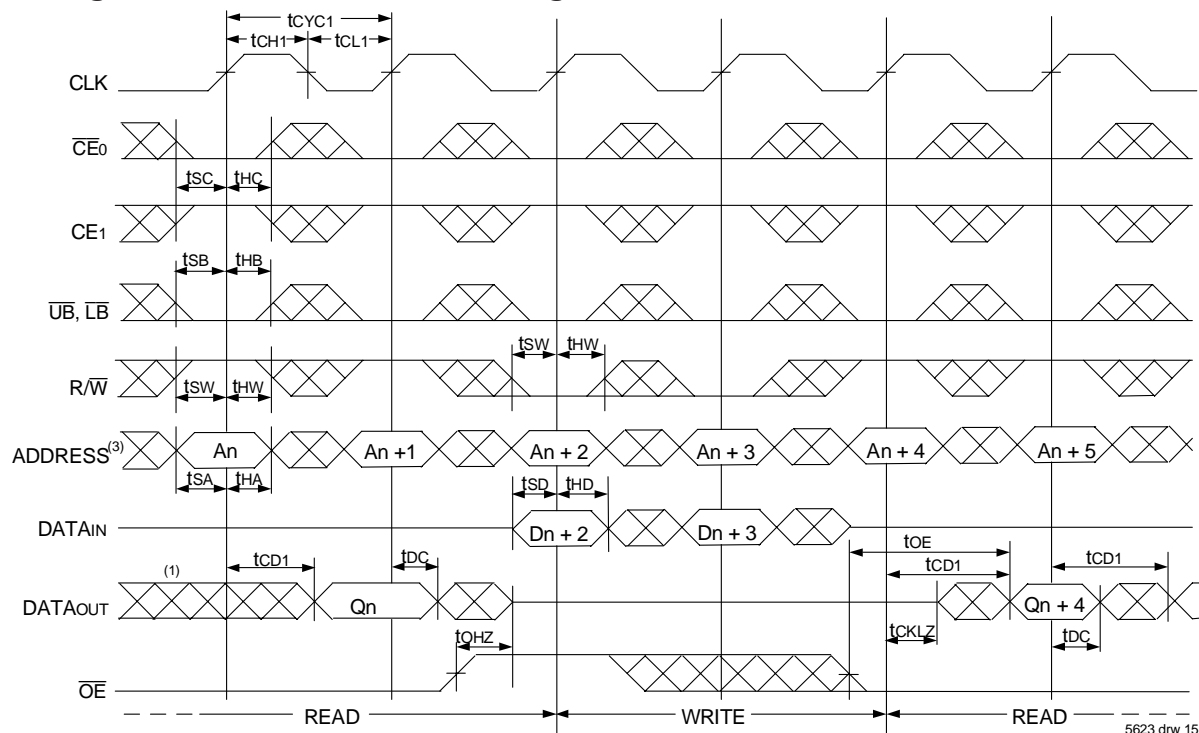 tCYC1
tCH1 tCL1
CLK
CE0
tSC tHC
CE1
tSB tHB
UB, LB
tSW tHW
R/W
tSW tHW
ADDRESS(3) An An +1 An + 2 An + 3 An + 4 An + 5
tSA tHA
tSD tHD
DATAIN Dn + 2 Dn + 3
tOE
(1) tCD1 tDC tCD1 tCD1
DATAOUT Qn Qn + 4
tOHZ tCKLZ tDC
OE
READ WRITE READ
5623 drw 15